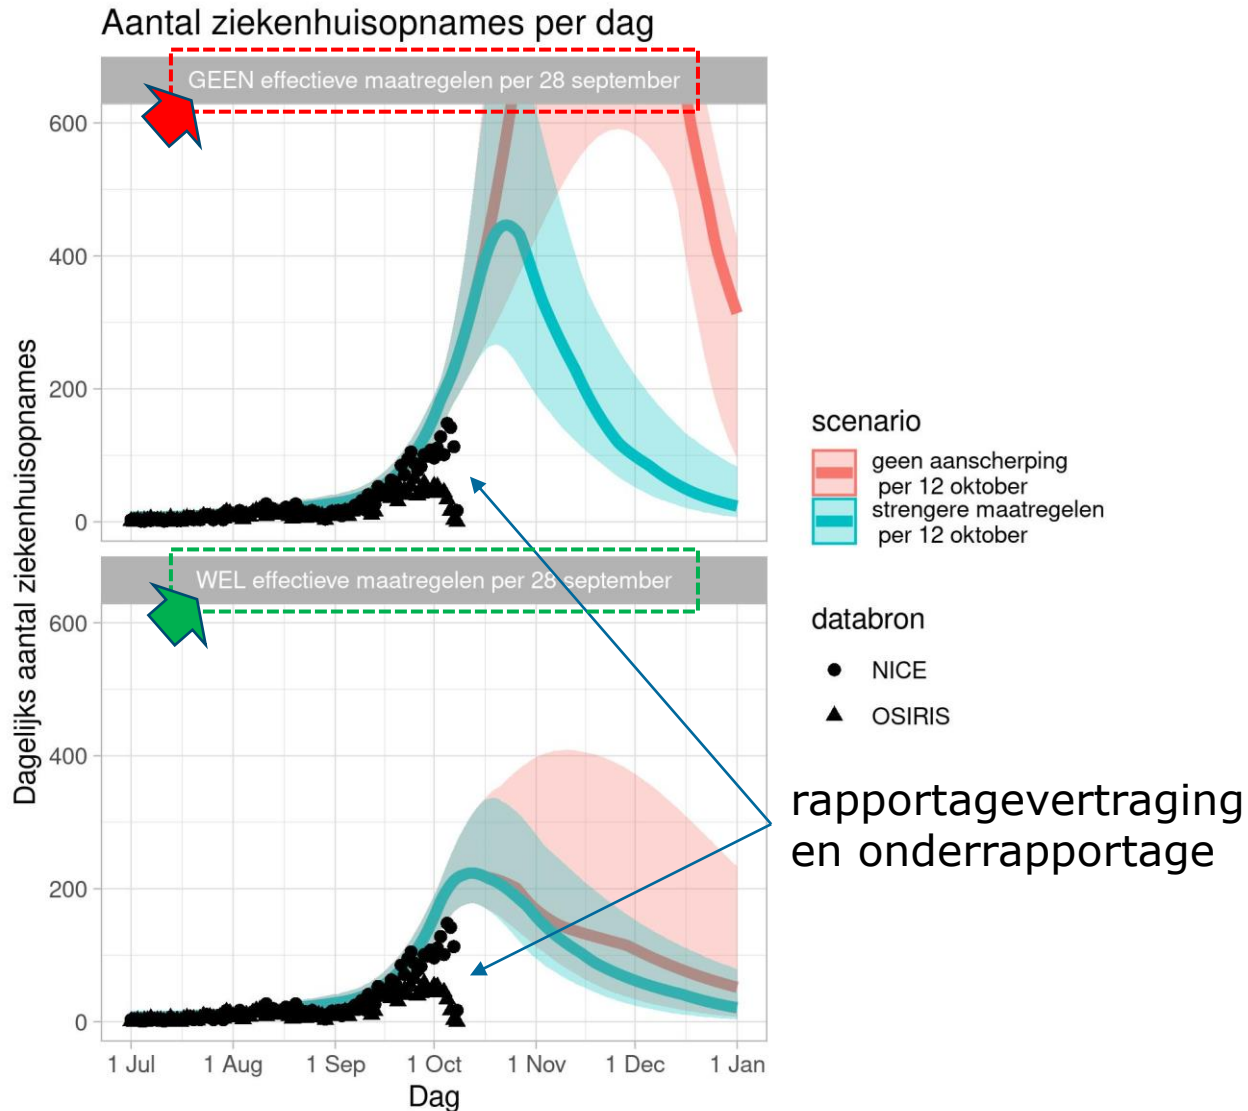 Aantal ziekenhuisopnames per dag
GEEN effectieve maatregelen per 28 september
600
400
200
0
WEL effectieve maatregelen per 28 september
600
400
200
0
Dagelijks aantal ziekenhuisopnames
1 Jul
1 Aug
1 Sep
1 Oct
1 Nov
1 Dec
1 Jan
Dag
scenario
geen aanscherping
per 12 oktober
strengere maatregelen
per 12 oktober
databron
NICE
OSIRIS
rapportagevertraging
en onderrapportage